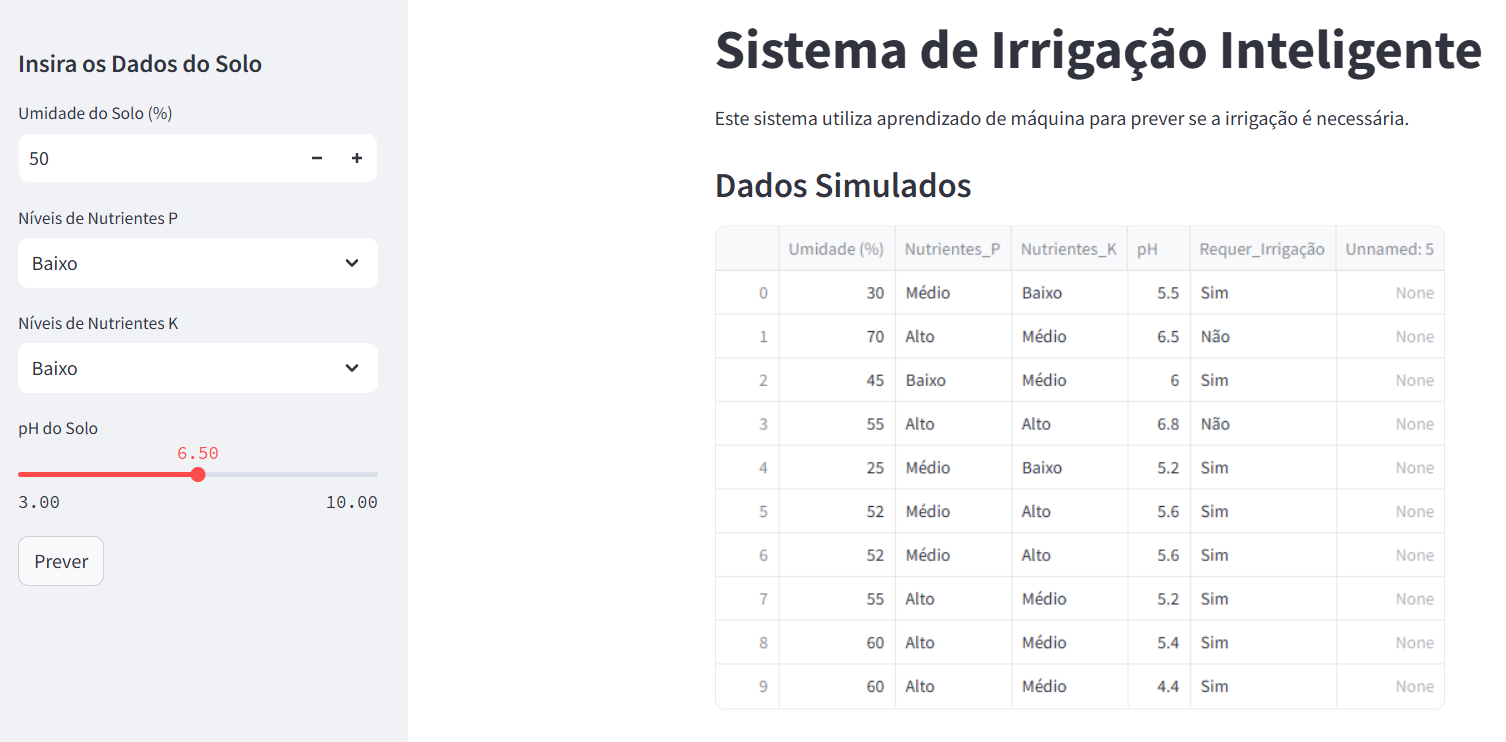 Insira os Dados do Solo
Umidade do Solo (%)
50
Níveis de Nutrientes P
Baixo
Níveis de Nutrientes K
Baixo
pH do Solo
6.50
3.00 10.00
Prever
Sistema de Irrigação Inteligente
Este sistema utiliza aprendizado de máquina para prever se a irrigação é necessária.
Dados Simulados
Umidade (%) Nutrientes_P Nutrientes_K pH Requer_Irrigação Unnamed: 5
0 30 Médio Baixo 5.5 Sim None
1 70 Alto Médio 6.5 Não None
2 45 Baixo Médio 6 Sim None
3 55 Alto Alto 6.8 Não None
4 25 Médio Baixo 5.2 Sim None
5 52 Médio Alto 5.6 Sim None
6 52 Médio Alto 5.6 Sim None
7 55 Alto Médio 5.2 Sim None
8 60 Alto Médio 5.4 Sim None
9 60 Alto Médio 4.4 Sim None